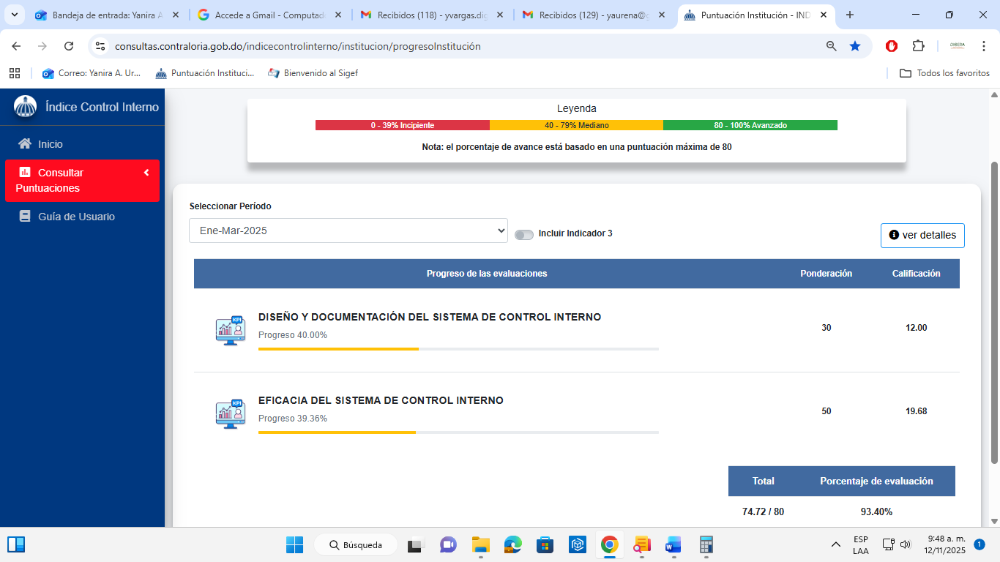 Bandeja de entrada: Yanira A
Accede a Gmail - Computad
Recibidos (118) - yvargas.dig
Recibidos (129) - yaurena@g
Puntuación Institución - IND
consultas.contraloria.gob.do/indicecontrolinterno/institucion/progresoInstitución
Correo: Yanira A. Ur...
Puntuación Instituci...
Bienvenido al Sigef
Todos los favoritos
Índice Control Interno
Inicio
Consultar
Puntuaciones
Guía de Usuario
Leyenda
0 - 39% Incipiente
40 - 79% Mediano
80 - 100% Avanzado
Nota: el porcentaje de avance está basado en una puntuación máxima de 80
Seleccionar Período
Ene-Mar-2025
Incluir Indicador 3
ver detalles
Progreso de las evaluaciones
Ponderación
Calificación
KPI
DISEÑO Y DOCUMENTACIÓN DEL SISTEMA DE CONTROL INTERNO
Progreso 40.00%
30
12.00
KPI
EFICACIA DEL SISTEMA DE CONTROL INTERNO
Progreso 39.36%
50
19.68
Total
Porcentaje de evaluación
74.72 / 80
93.40%
Búsqueda
ESP
LAA
9:48 a. m.
12/11/2025
1